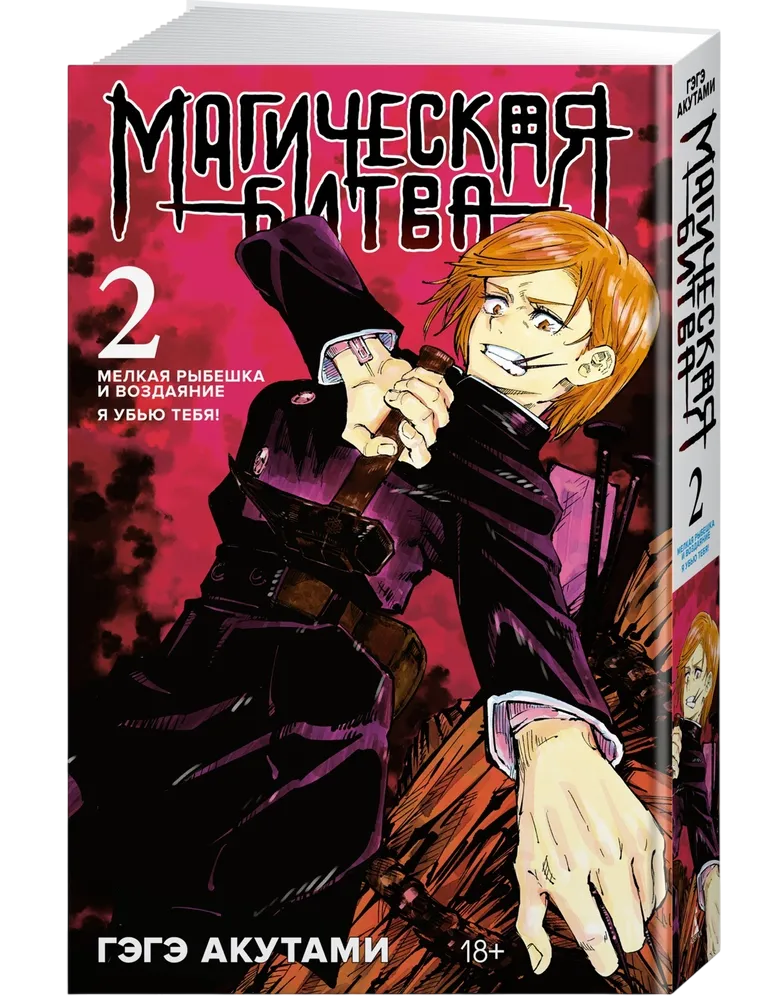 МАГИЧЕСКАЯ
БИТВА
2
МЕЛКАЯ РЫБЕШКА
И ВОЗДАЯНИЕ
Я УБЬЮ ТЕБЯ!
ГЭГЭ АКУТАМИ
18+
ГЭГЭ
АКУТАМИ
МАГИЧЕСКАЯ
БИТВА
2
МЕЛКАЯ РЫБЕШКА
И ВОЗДАЯНИЕ
Я УБЬЮ ТЕБЯ!